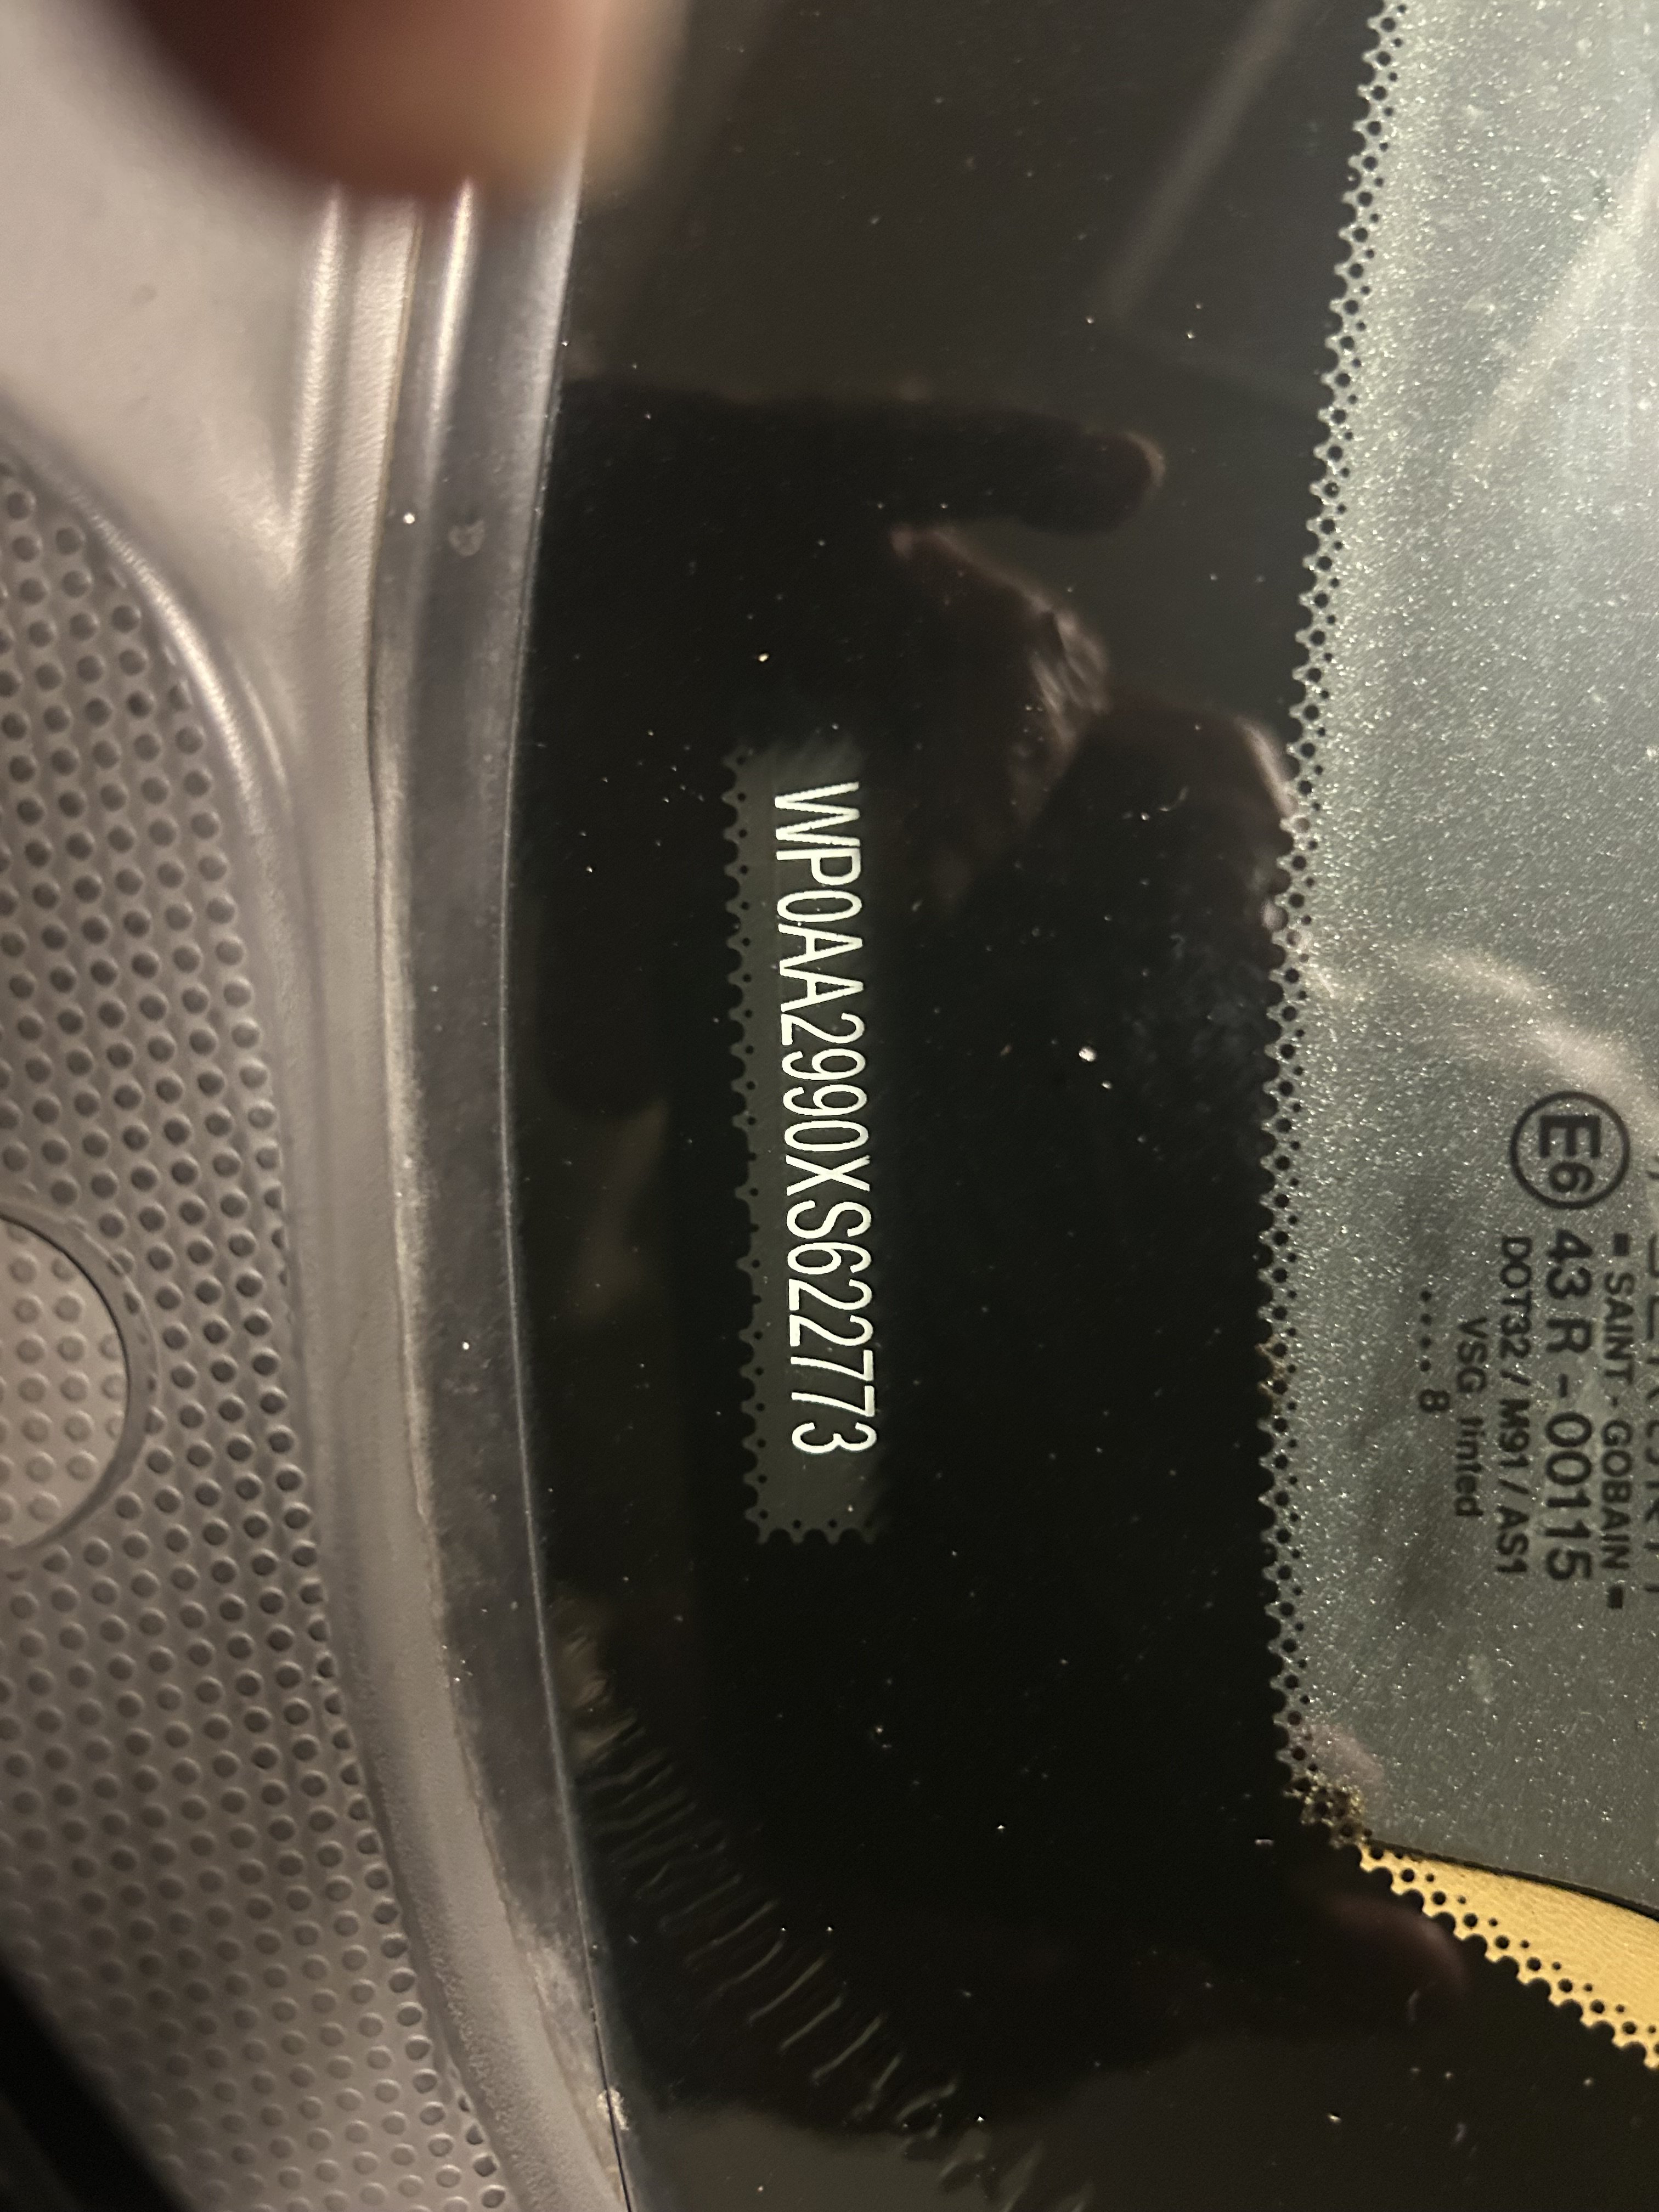 WP0AA2990XS622773
▪ SAINT - GOBAIN ▪
E6 43 R - 00115
DOT32 / M91 / AS1
VSG tinted
.... 8